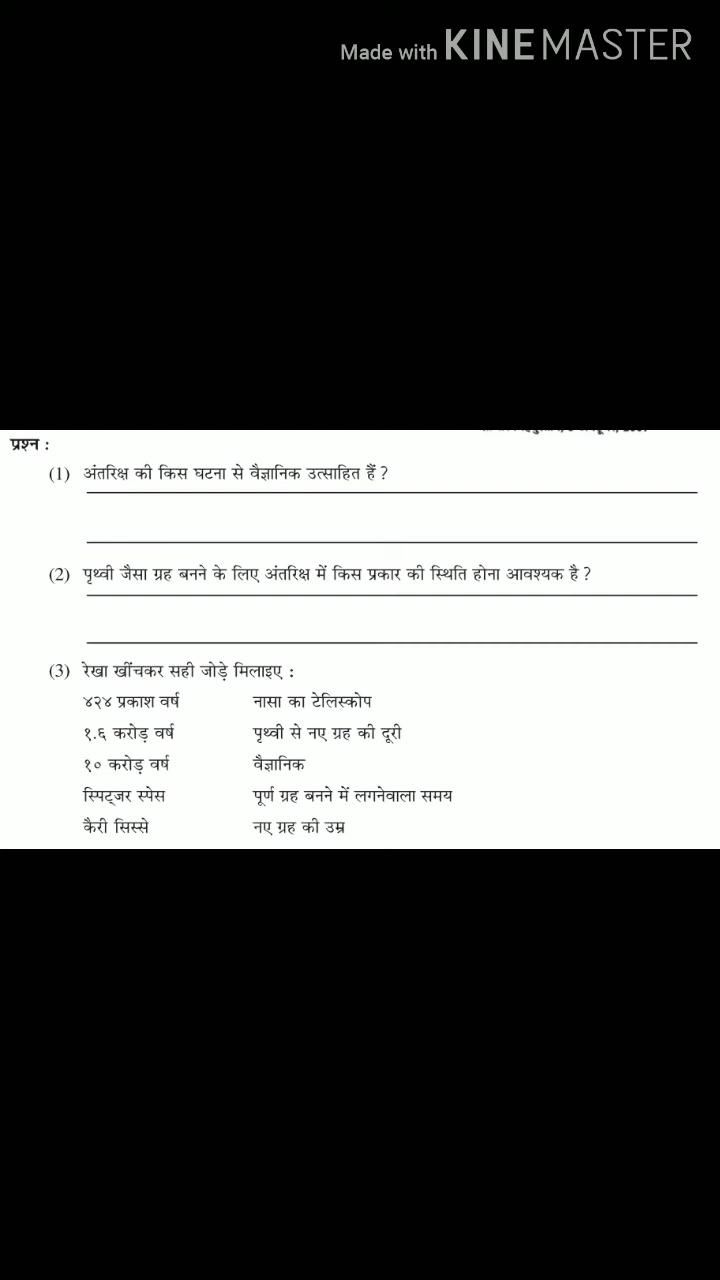 Made with KINEMASTER
प्रश्न :
(1) अंतरिक्ष की किस घटना से वैज्ञानिक उत्साहित हैं ?
(2) पृथ्वी जैसा ग्रह बनने के लिए अंतरिक्ष में किस प्रकार की स्थिति होना आवश्यक है ?
(3) रेखा खींचकर सही जोड़े मिलाइए :
४२४ प्रकाश वर्ष नासा का टेलिस्कोप
१.६ करोड़ वर्ष पृथ्वी से नए ग्रह की दूरी
१० करोड़ वर्ष वैज्ञानिक
स्पिट्जर स्पेस पूर्ण ग्रह बनने में लगनेवाला समय
कैरी सिस्से नए ग्रह की उम्र